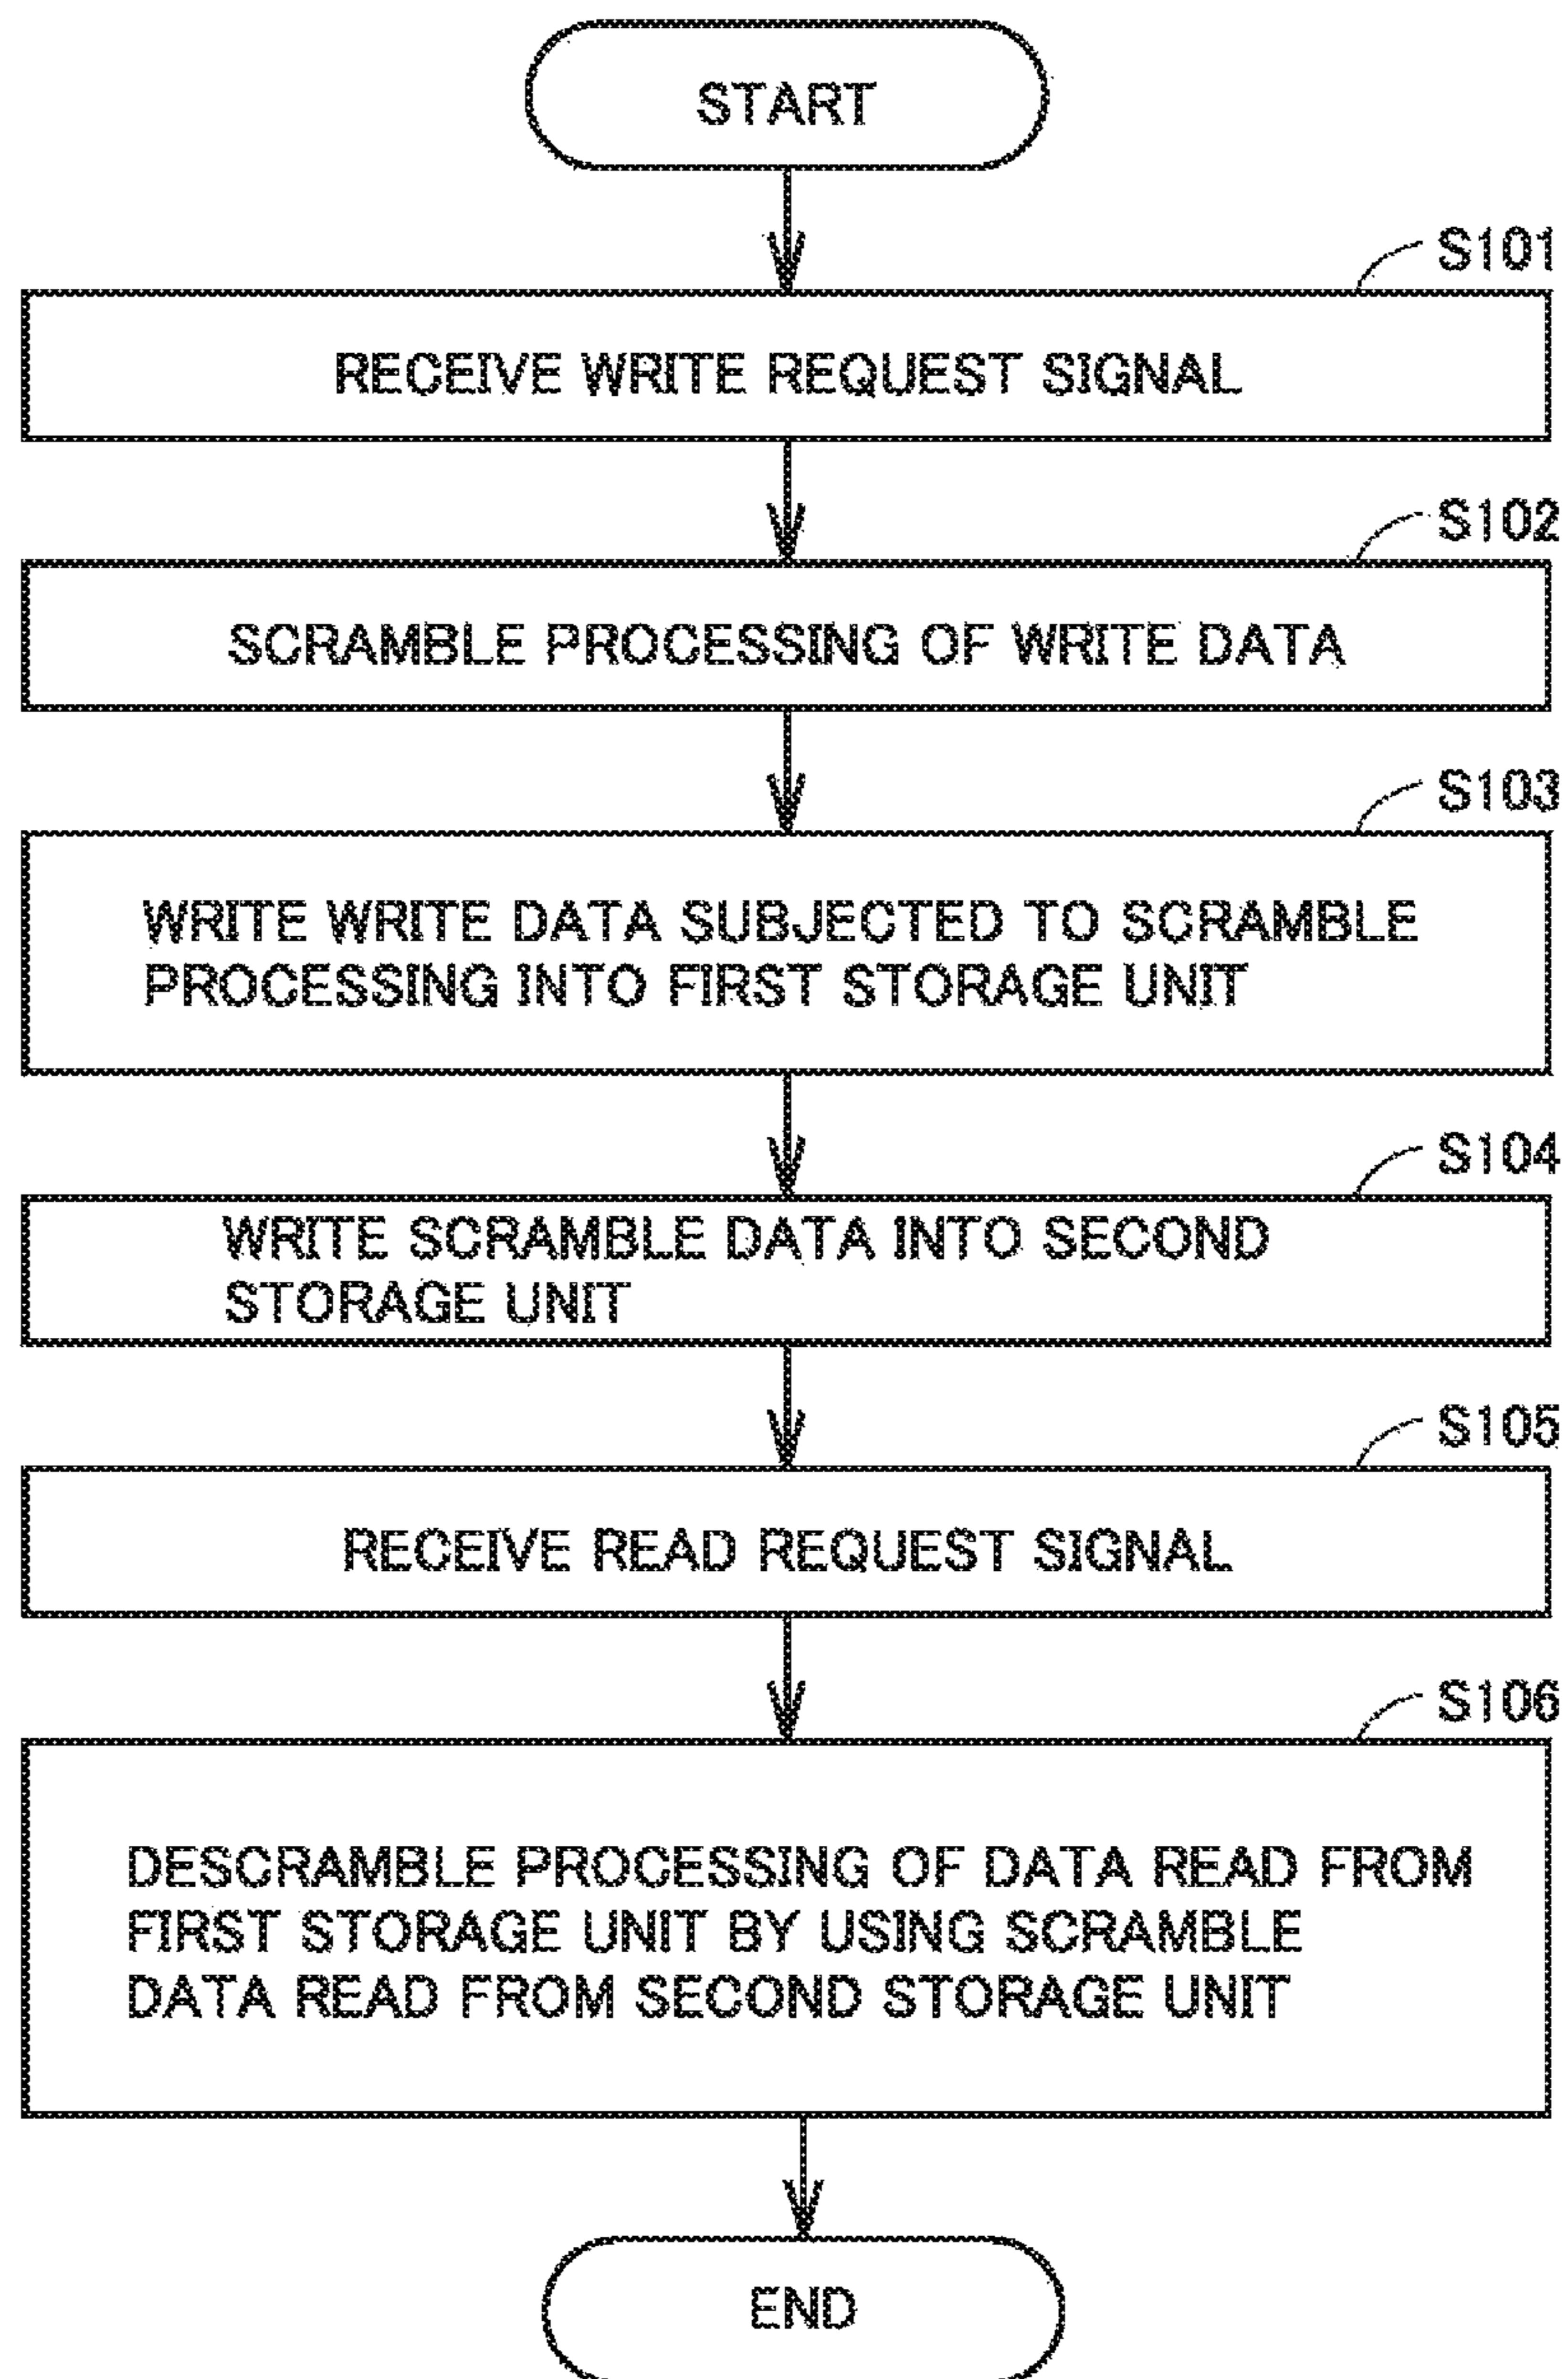 START
S101
RECEIVE WRITE REQUEST SIGNAL
S102
SCRAMBLE PROCESSING OF WRITE DATA
S103
WRITE WRITE DATA SUBJECTED TO SCRAMBLE
PROCESSING INTO FIRST STORAGE UNIT
S104
WRITE SCRAMBLE DATA INTO SECOND
STORAGE UNIT
S105
RECEIVE READ REQUEST SIGNAL
S106
DESCRAMBLE PROCESSING OF DATA READ FROM
FIRST STORAGE UNIT BY USING SCRAMBLE
DATA READ FROM SECOND STORAGE UNIT
END